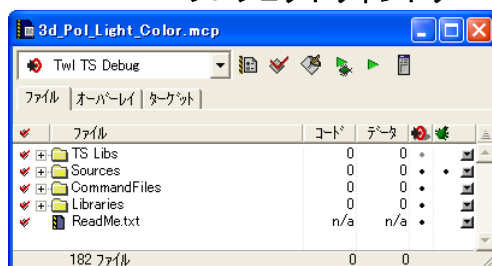 3d_Pol_Light_Color.mcp
Twl TS Debug
ファイル オーバーレイ ターゲット
ファイル コード データ
TS Libs 0 0
Sources 0 0
CommandFiles 0 0
Libraries 0 0
ReadMe.txt n/a n/a
182 ファイル 0 0